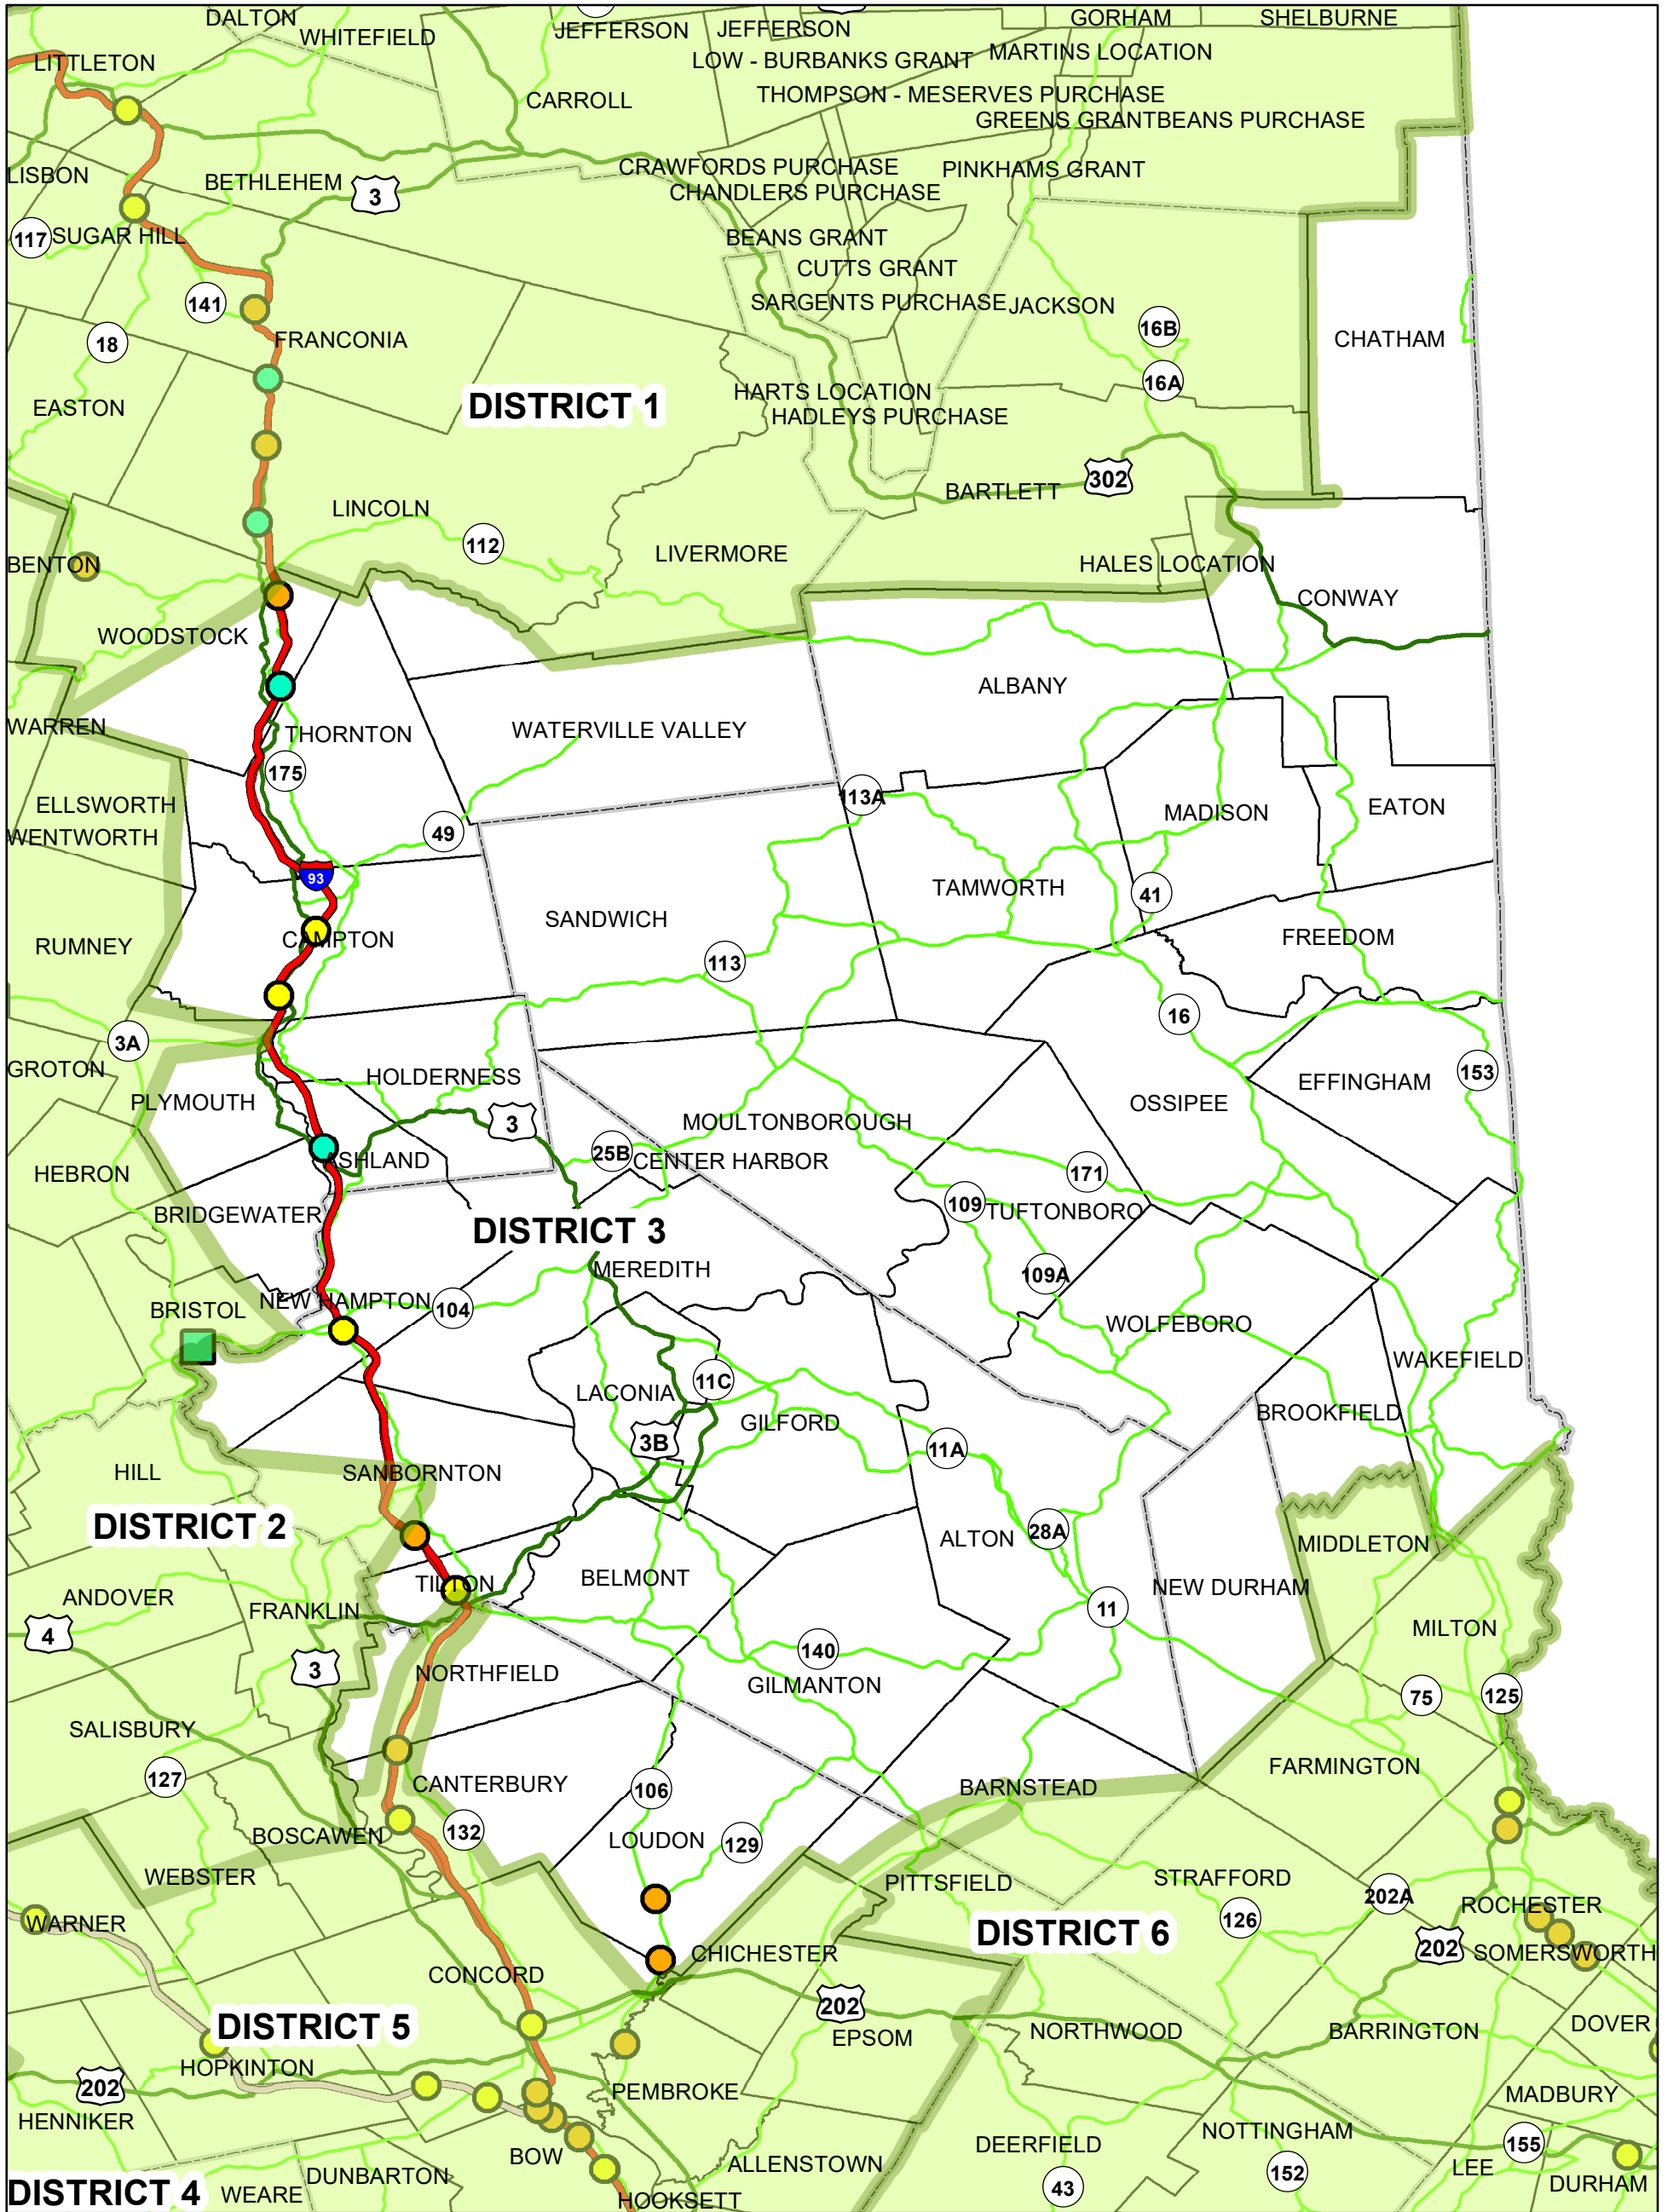 DALTON
WHITEFIELD
JEFFERSON
JEFFERSON
GORHAM
SHELBURNE
LITTLETON
LOW - BURBANKS GRANT
MARTINS LOCATION
CARROLL
THOMPSON - MESERVES PURCHASE
GREENS GRANT
BEANS PURCHASE
LISBON
BETHLEHEM
3
CRAWFORDS PURCHASE
PINKHAMS GRANT
CHANDLERS PURCHASE
117
SUGAR HILL
BEANS GRANT
CUTTS GRANT
141
SARGENTS PURCHASE
JACKSON
16B
18
FRANCONIA
CHATHAM
16A
EASTON
DISTRICT 1
HARTS LOCATION
HADLEYS PURCHASE
302
BARTLETT
LINCOLN
112
LIVERMORE
BENTON
HALES LOCATION
CONWAY
WOODSTOCK
ALBANY
WARREN
THORNTON
WATERVILLE VALLEY
175
113A
ELLSWORTH
MADISON
EATON
WENTWORTH
49
93
TAMWORTH
41
SANDWICH
RUMNEY
CAMPTON
FREEDOM
113
16
3A
GROTON
HOLDERNESS
EFFINGHAM
153
PLYMOUTH
OSSIPEE
3
MOULTONBOROUGH
25B
CENTER HARBOR
HEBRON
ASHLAND
171
BRIDGEWATER
DISTRICT 3
109
TUFTONBORO
MEREDITH
109A
BRISTOL
NEW HAMPTON
104
WOLFEBORO
WAKEFIELD
LACONIA
11C
BROOKFIELD
3B
GILFORD
11A
HILL
SANBORNTON
DISTRICT 2
28A
ALTON
MIDDLETON
TILTON
BELMONT
NEW DURHAM
ANDOVER
FRANKLIN
11
4
MILTON
140
3
NORTHFIELD
GILMANTON
75
125
SALISBURY
FARMINGTON
127
CANTERBURY
106
BARNSTEAD
132
BOSCAWEN
LOUDON
129
WEBSTER
STRAFFORD
PITTSFIELD
202A
ROCHESTER
WARNER
126
DISTRICT 6
202
SOMERSWORTH
CHICHESTER
CONCORD
202
DISTRICT 5
EPSOM
NORTHWOOD
BARRINGTON
DOVER
HOPKINTON
202
PEMBROKE
MADBURY
HENNIKER
NOTTINGHAM
155
BOW
DEERFIELD
ALLENSTOWN
LEE
152
DUNBARTON
43
DURHAM
DISTRICT 4
WEARE
HOOKSETT